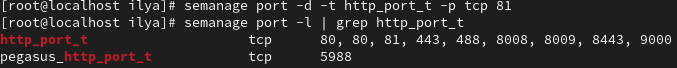 [root@localhost ilya]# semanage port -d -t http_port_t -p tcp 81
[root@localhost ilya]# semanage port -l | grep http_port_t
http_port_t                    tcp      80, 80, 81, 443, 488, 8008, 8009, 8443, 9000
pegasus_http_port_t            tcp      5988